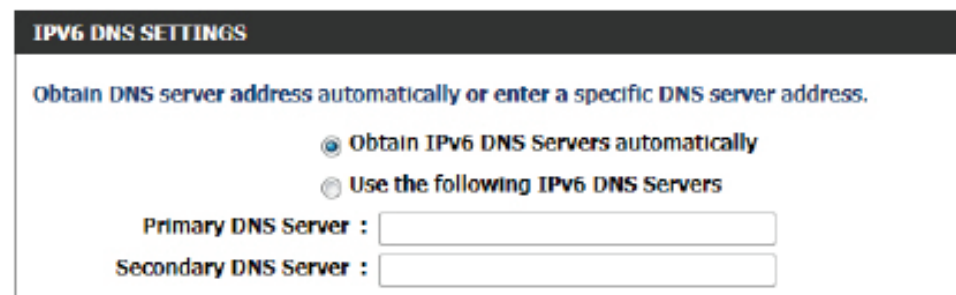 IPV6 DNS SETTINGS
Obtain DNS server address automatically or enter a specific DNS server address.
Obtain IPv6 DNS Servers automatically
Use the following IPv6 DNS Servers
Primary DNS Server :
Secondary DNS Server :